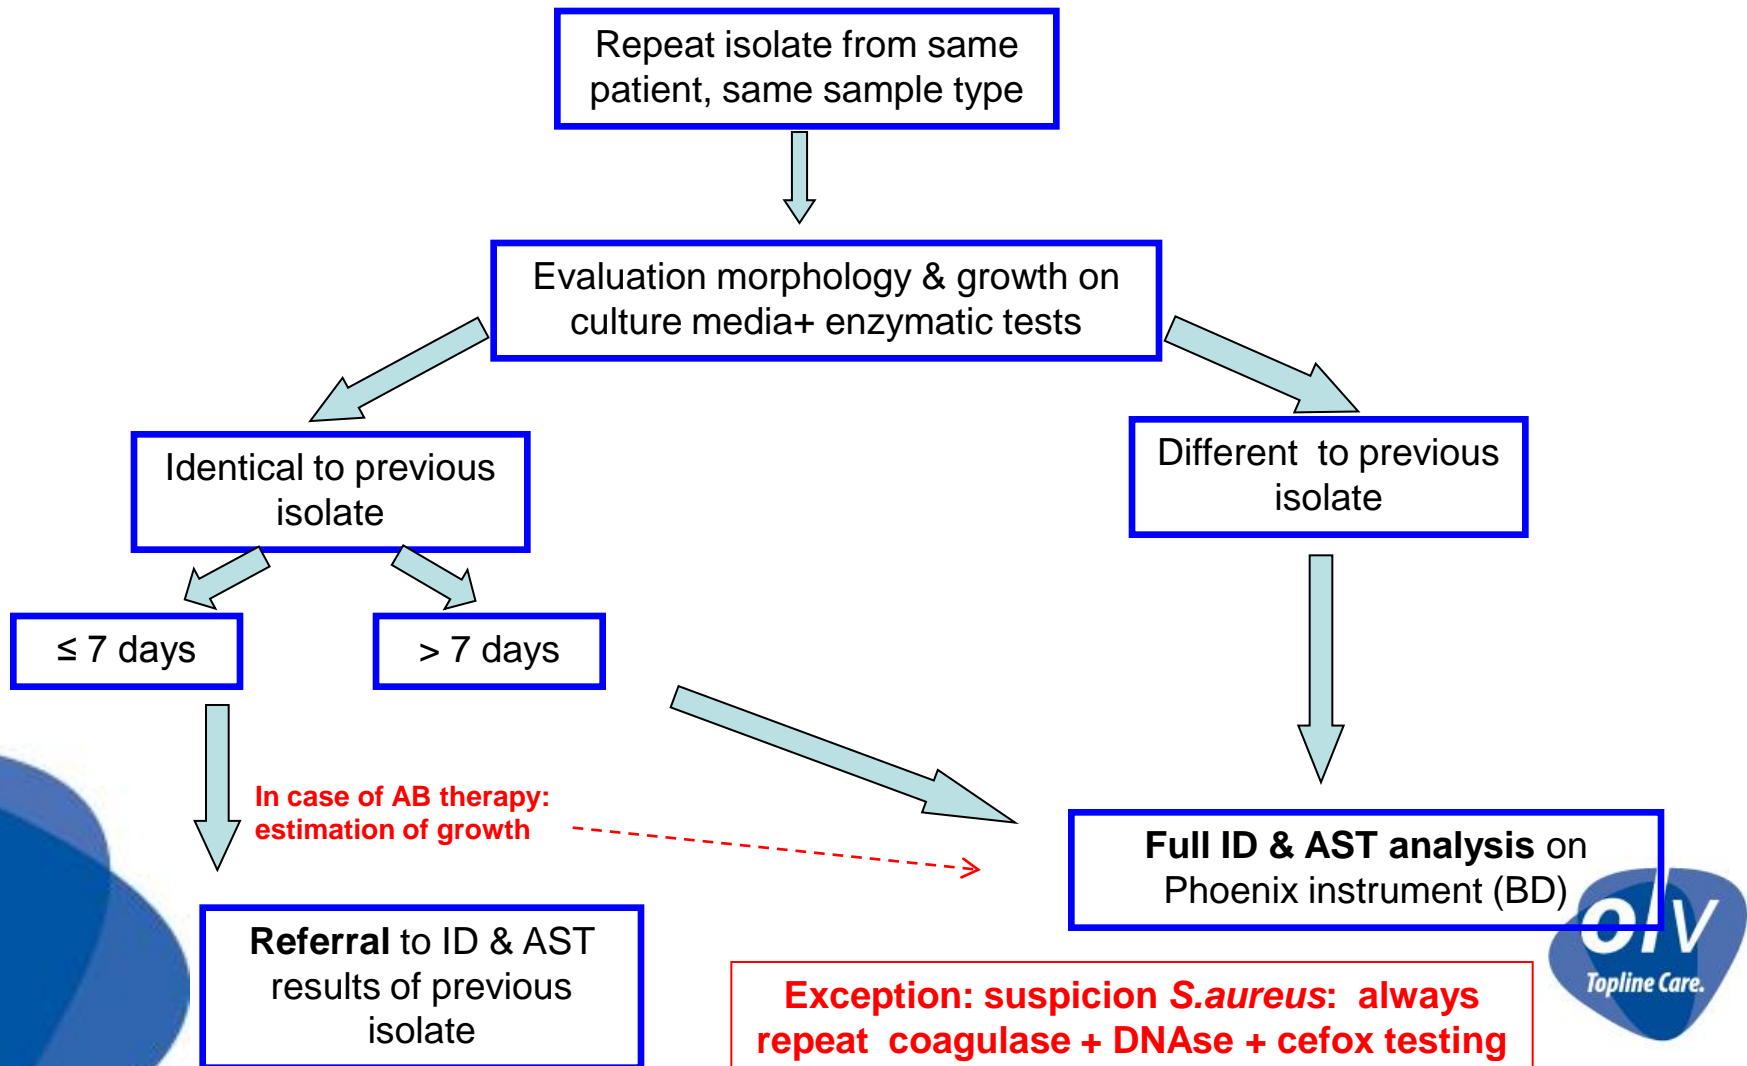 Repeat isolate from same
patient, same sample type
Evaluation morphology & growth on
culture media+ enzymatic tests
Identical to previous
isolate
Different  to previous
isolate
≤ 7 days
> 7 days
In case of AB therapy:
estimation of growth
Full ID & AST analysis on
Phoenix instrument (BD)
Referral to ID & AST
results of previous
isolate
Exception: suspicion S.aureus:  always
repeat  coagulase + DNAse + cefox testing
olv
Topline Care.